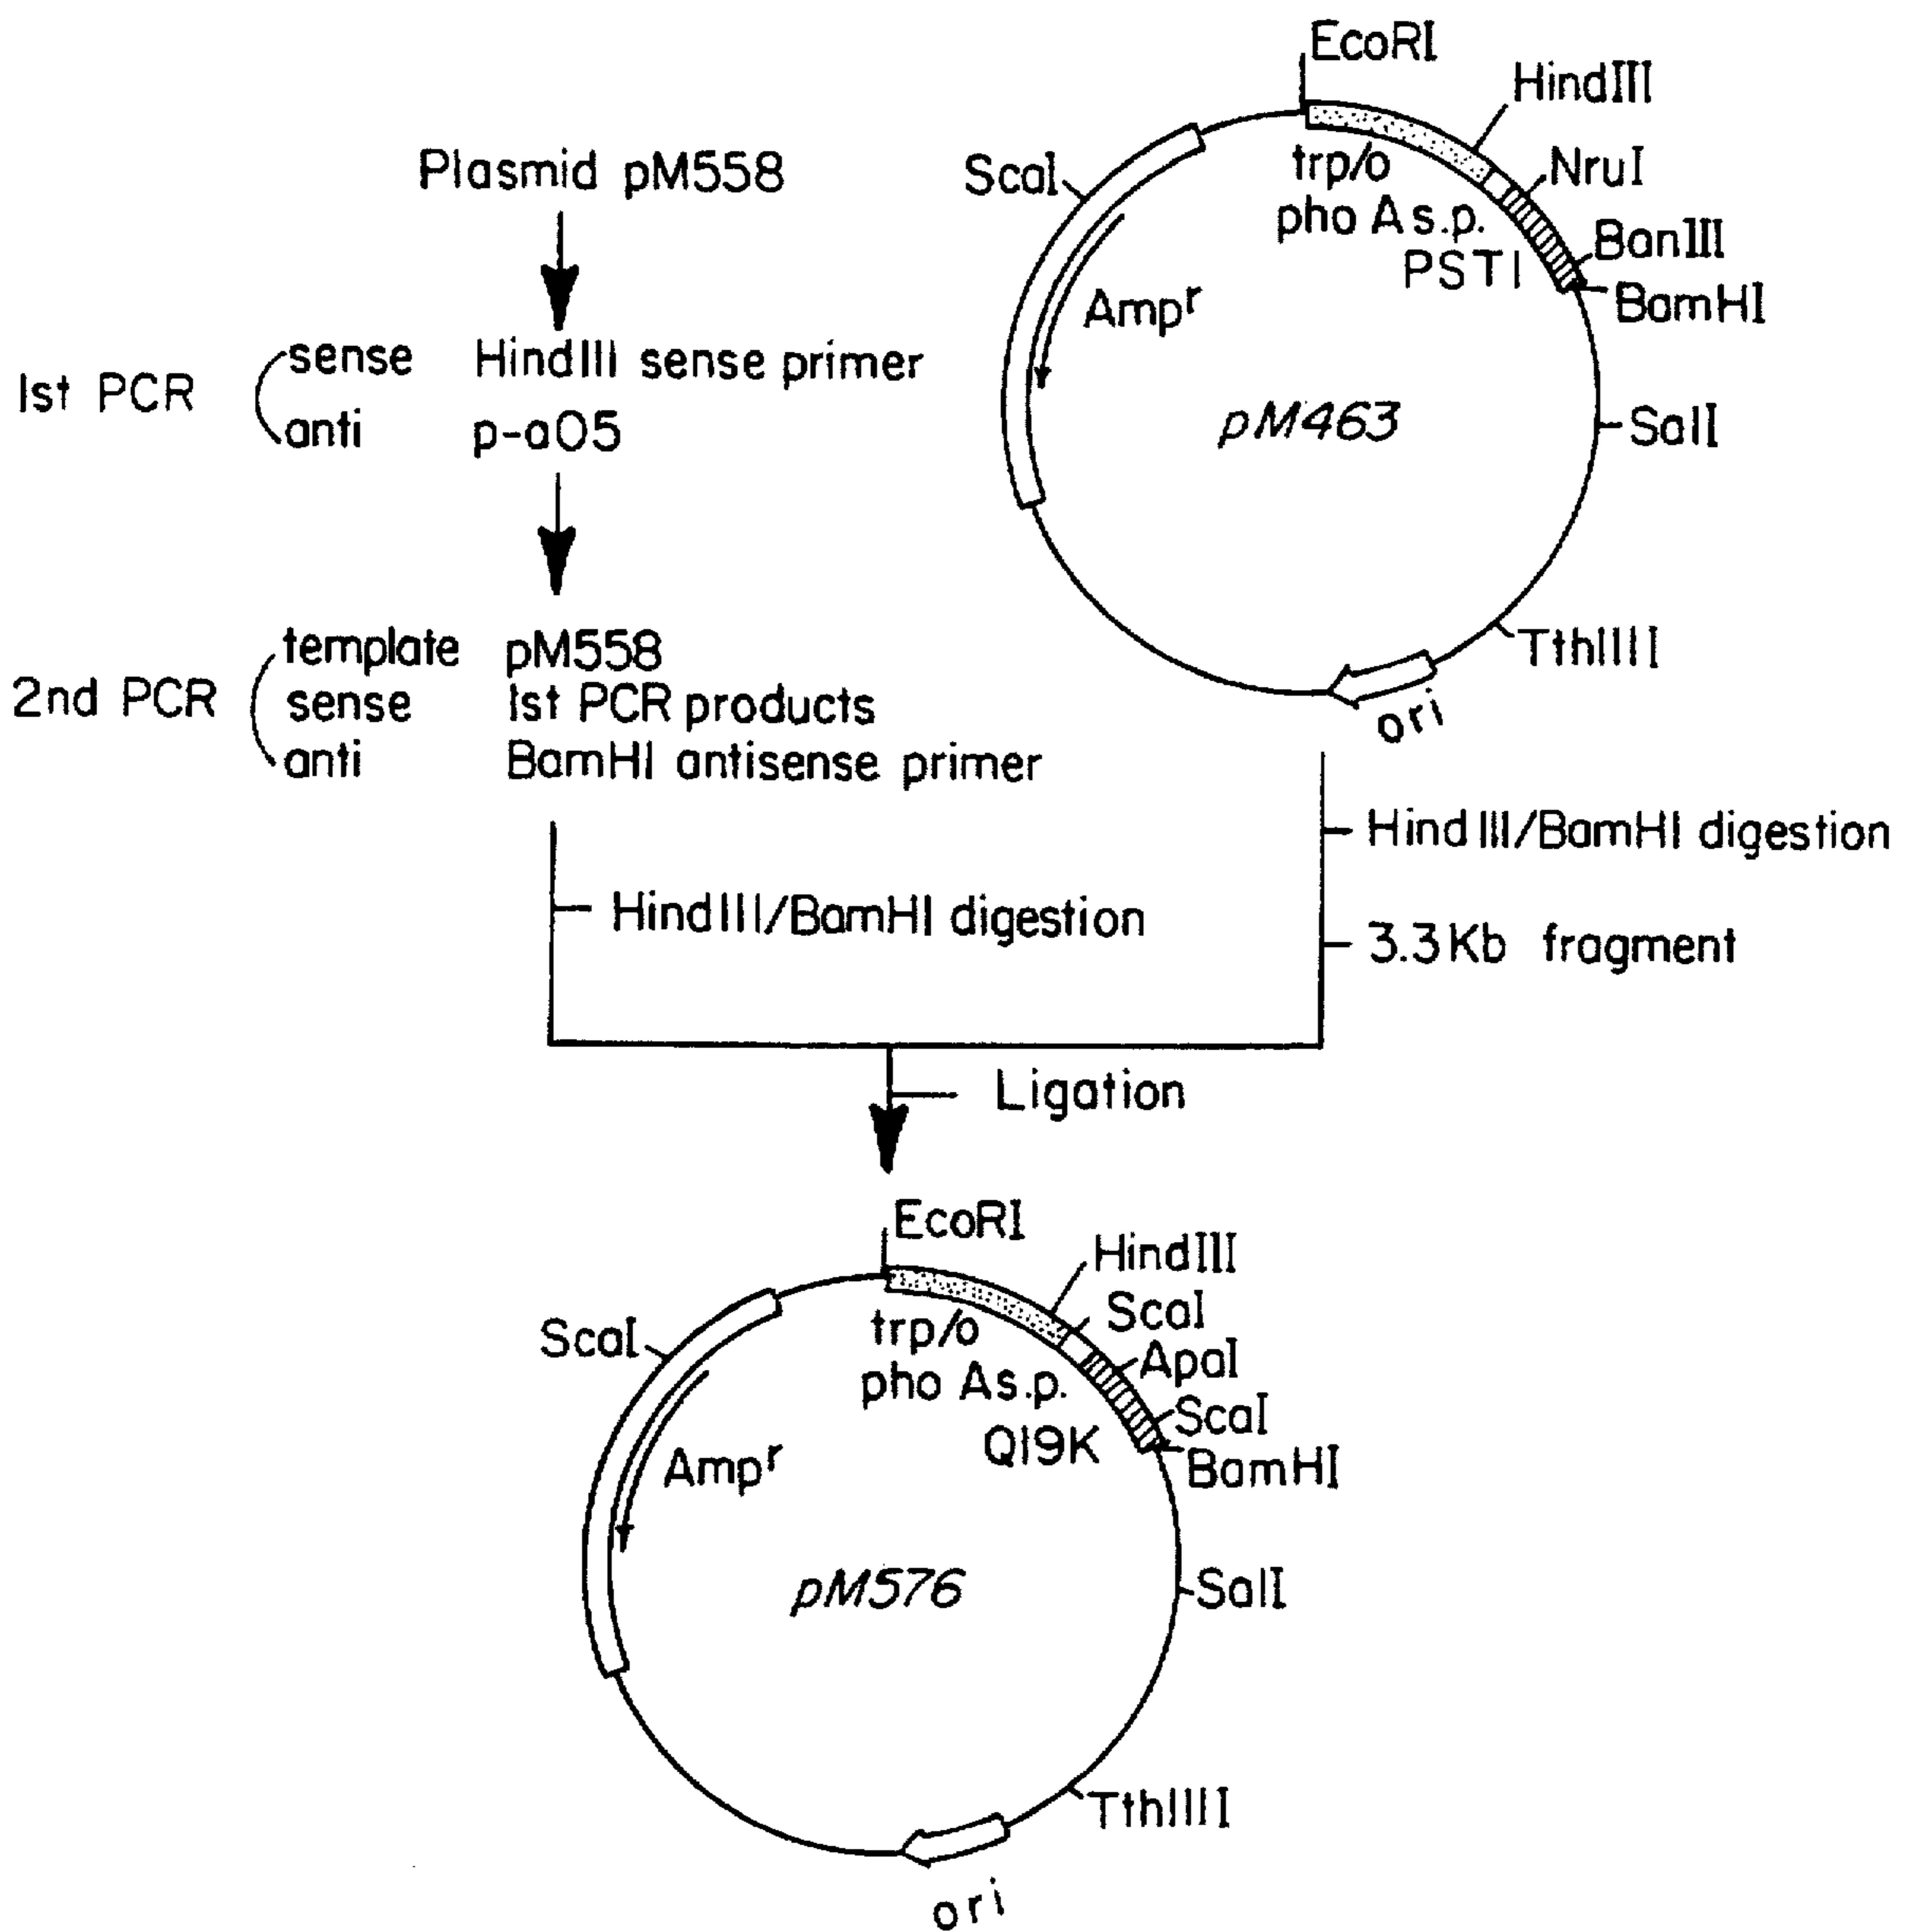 Plasmid pM558
1st PCR
sense HindIII sense primer
anti p-a05
2nd PCR
template pM558
sense 1st PCR products
anti BamHI antisense primer
HindIII/BamHI digestion
EcoRI
HindIII
NruI
BanIII
BamHI
SalI
Tth111I
ori
ScaI
Ampr
trp/o
pho A s.p.
PSTI
pM463
HindIII/BamHI digestion
3.3Kb fragment
Ligation
EcoRI
HindIII
ScaI
ApaI
ScaI
BamHI
SalI
Tth111I
ori
ScaI
Ampr
trp/o
pho A s.p.
Q19K
pM576